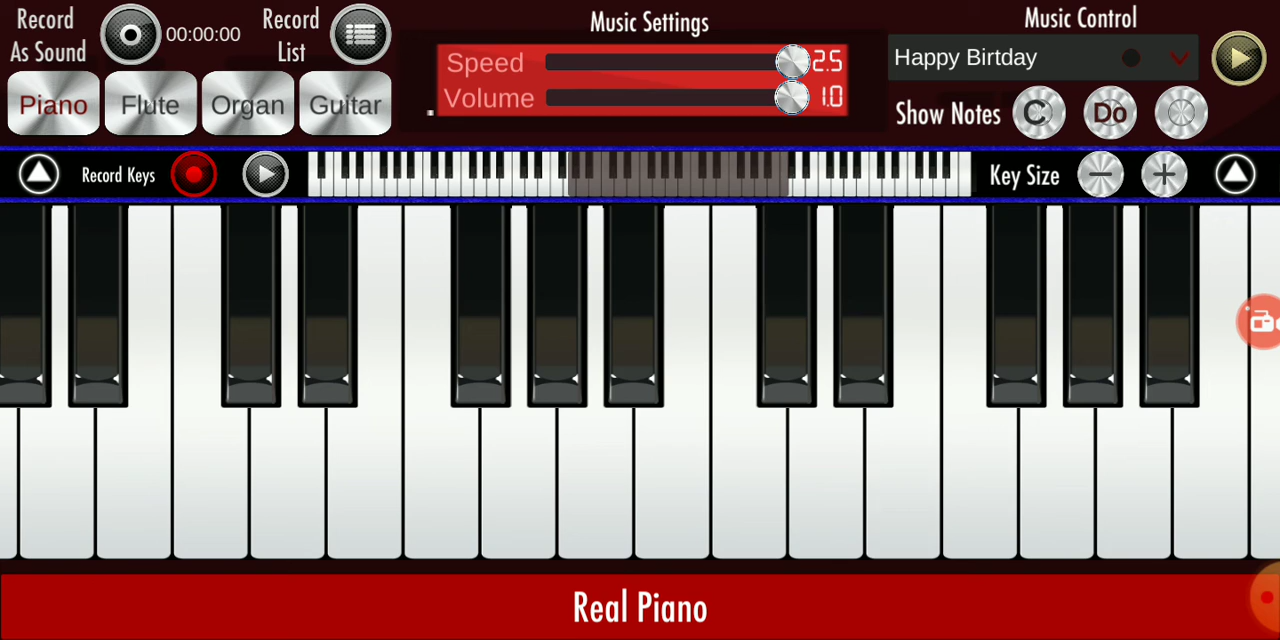 Record
As Sound
00:00:00
Record
List
Music Settings
Music Control
Speed 2.5
Volume 1.0
Happy Birtday
Piano
Flute
Organ
Guitar
Show Notes
C
Do
Record Keys
Key Size
Real Piano